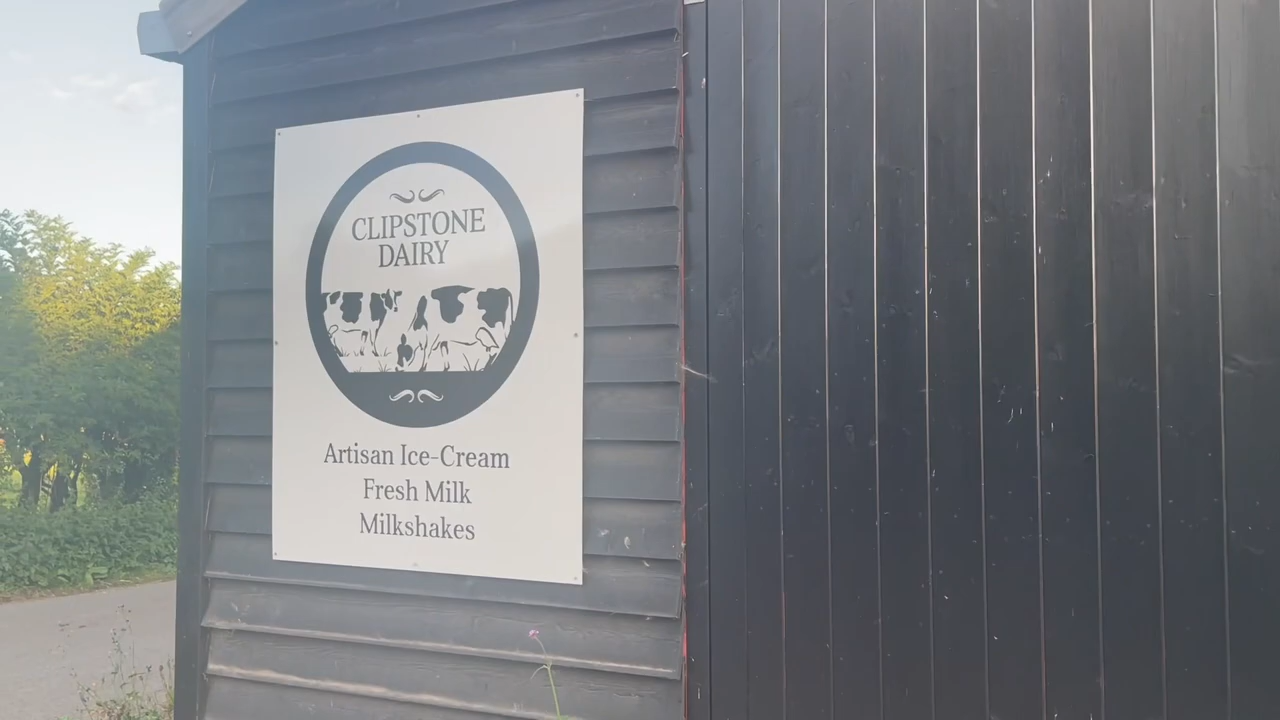 CLIPSTONE
DAIRY
Artisan Ice-Cream
Fresh Milk
Milkshakes